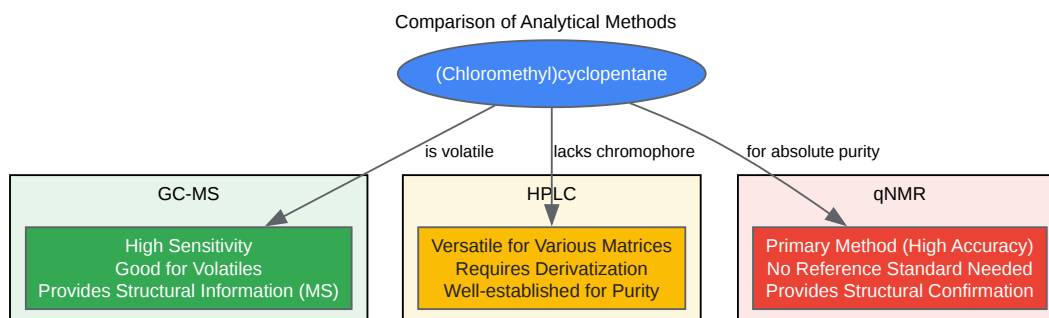 Comparison of Analytical Methods
(Chloromethyl)cyclopentane
is volatile
lacks chromophore
for absolute purity
GC-MS
High Sensitivity
Good for Volatiles
Provides Structural Information (MS)
HPLC
Versatile for Various Matrices
Requires Derivatization
Well-established for Purity
qNMR
Primary Method (High Accuracy)
No Reference Standard Needed
Provides Structural Confirmation